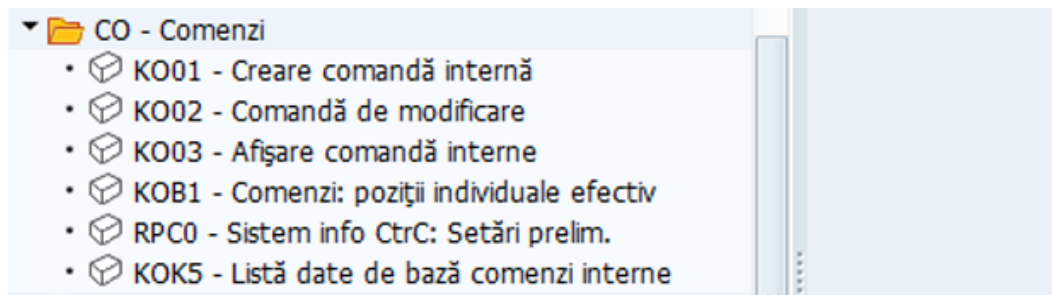 CO - Comenzi
KO01 - Creare comandă internă
KO02 - Comandă de modificare
KO03 - Afişare comandă interne
KOB1 - Comenzi: poziţii individuale efectiv
RPC0 - Sistem info CtrC: Setări prelim.
KOK5 - Listă date de bază comenzi interne